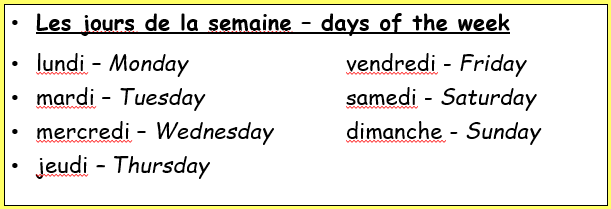 • Les jours de la semaine – days of the week
• lundi – Monday vendredi - Friday
• mardi – Tuesday samedi - Saturday
• mercredi – Wednesday dimanche - Sunday
• jeudi – Thursday